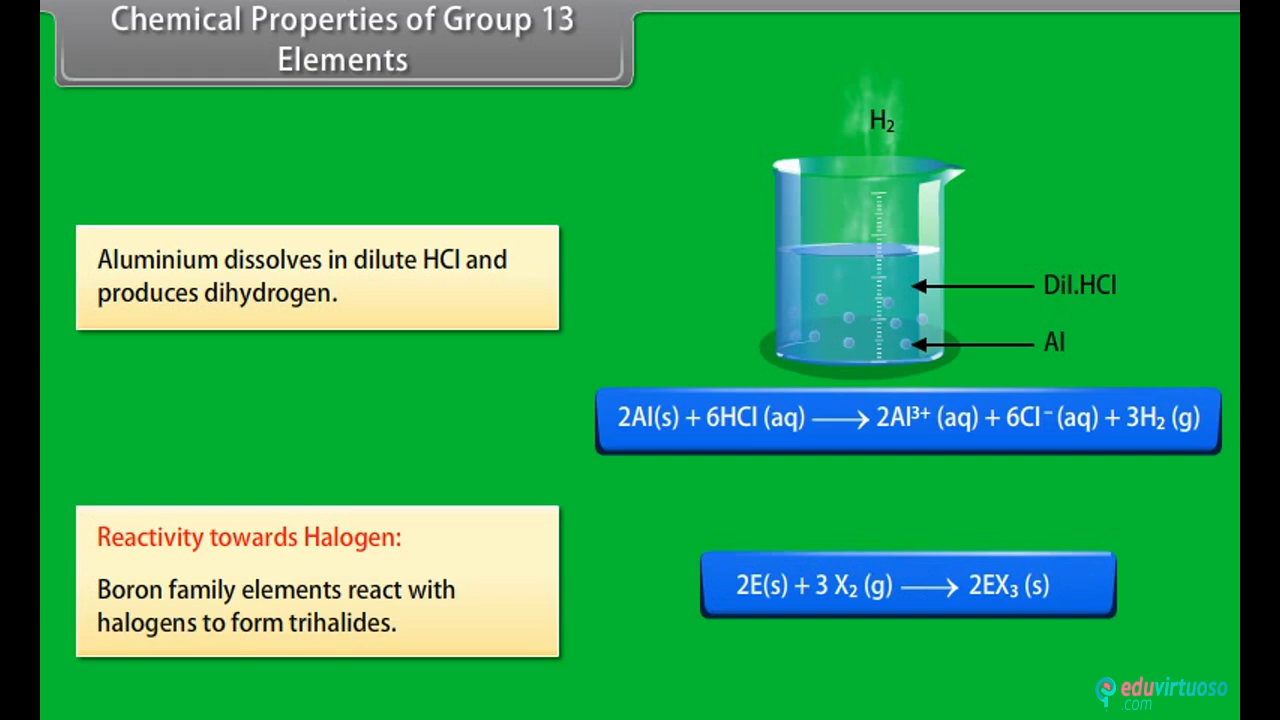 Chemical Properties of Group 13
Elements
H₂
Aluminium dissolves in dilute HCl and
produces dihydrogen.
Dil.HCl
Al
2Al(s) + 6HCl (aq) ⟶ 2Al³⁺ (aq) + 6Cl⁻ (aq) + 3H₂ (g)
Reactivity towards Halogen:
Boron family elements react with
halogens to form trihalides.
2E(s) + 3 X₂ (g) ⟶ 2EX₃ (s)
eduvirtuoso
.com